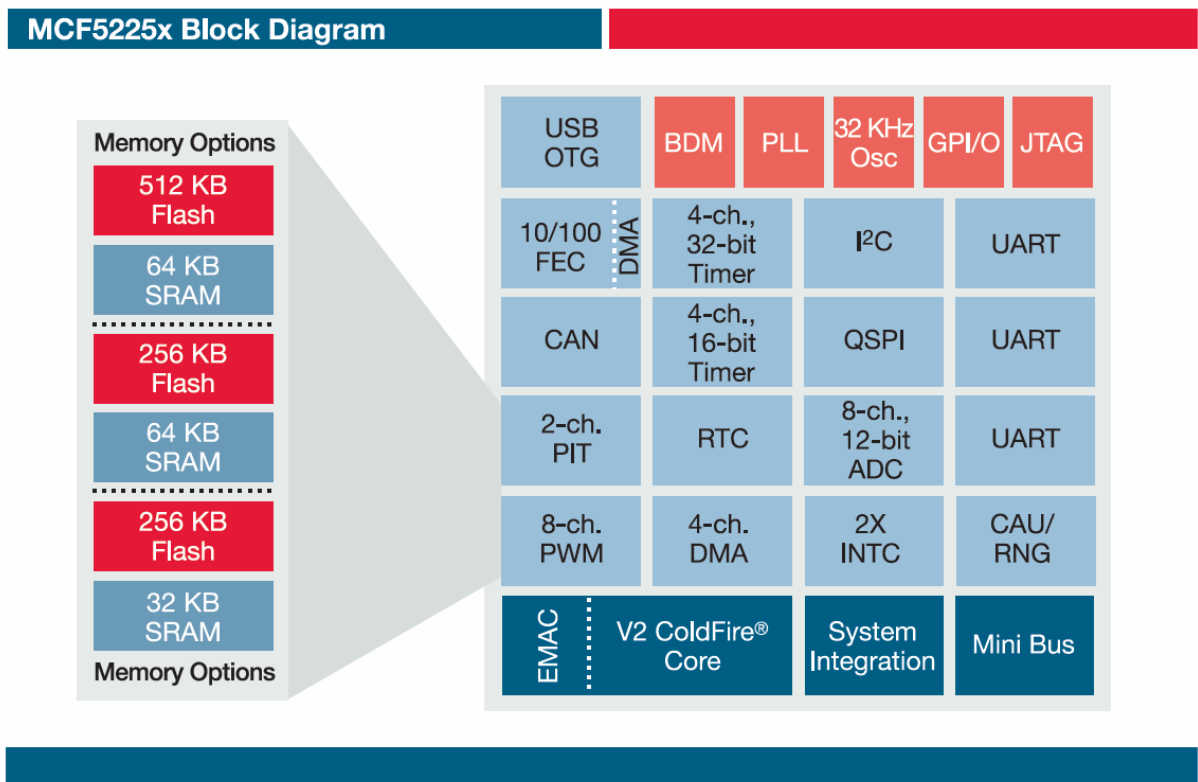 MCF5225x Block Diagram
Memory Options
512 KB
Flash
64 KB
SRAM
256 KB
Flash
64 KB
SRAM
256 KB
Flash
32 KB
SRAM
Memory Options
USB
OTG
BDM
PLL
32 KHz
Osc
GPI/O
JTAG
10/100
FEC
DMA
4-ch.,
32-bit
Timer
I²C
UART
CAN
4-ch.,
16-bit
Timer
QSPI
UART
2-ch.
PIT
RTC
8-ch.,
12-bit
ADC
UART
8-ch.
PWM
4-ch.
DMA
2X
INTC
CAU/
RNG
EMAC
V2 ColdFire®
Core
System
Integration
Mini Bus